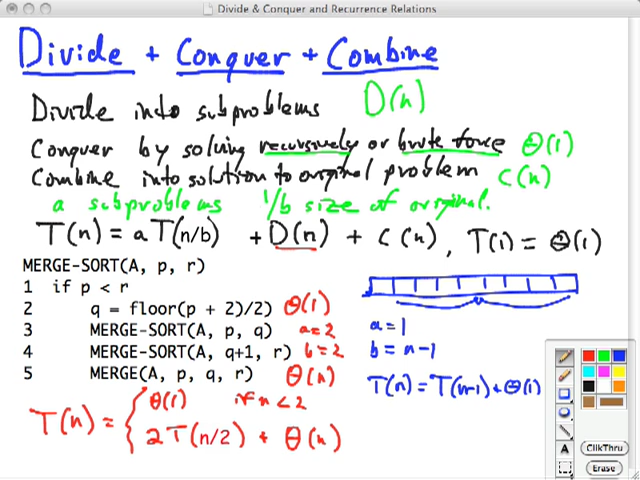 Divide & Conquer and Recurrence Relations
Divide + Conquer + Combine
Divide into subproblems D(n)
Conquer by solving recursively or brute force Θ(1)
Combine into solution to original problem C(n)
a subproblems 1/b size of original.
T(n) = a T(n/b) + D(n) + C(n), T(1) = Θ(1)
MERGE-SORT(A, p, r)
1 if p < r
2 q = floor(p + 2)/2) Θ(1)
3 MERGE-SORT(A, p, q) a=2
4 MERGE-SORT(A, q+1, r) b=2
5 MERGE(A, p, q, r) Θ(n)
T(n) = { Θ(1) if n < 2
2T(n/2) + Θ(n)
a=1
b = n-1
T(n) = T(n-1) + Θ(1)
A
ClkThru
Erase